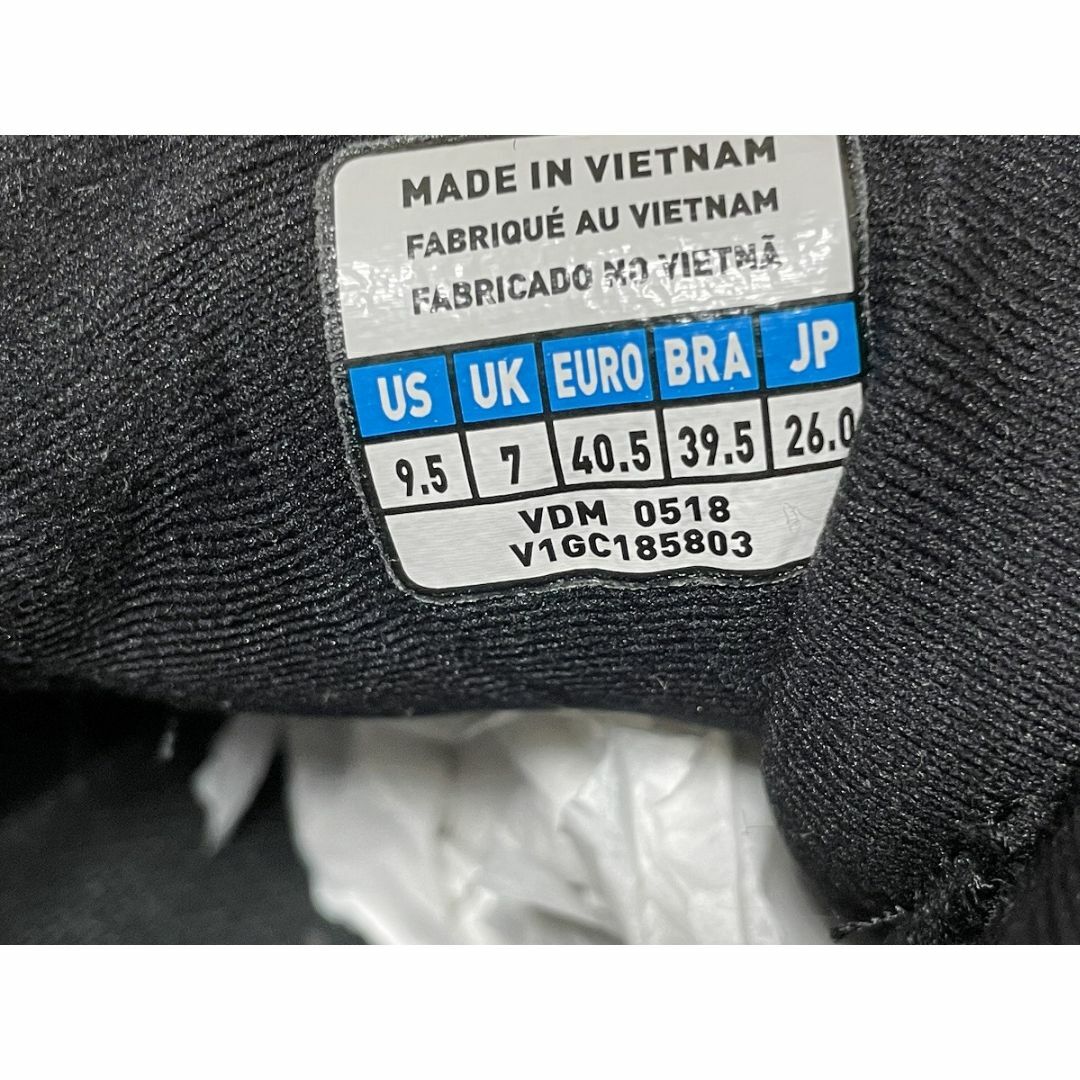 MADE IN VIETNAM
FABRIQUÉ AU VIETNAM
FABRICADO NO VIETNÃ
US UK EURO BRA JP
9.5 7 40.5 39.5 26.0
VDM 0518
V1GC185803